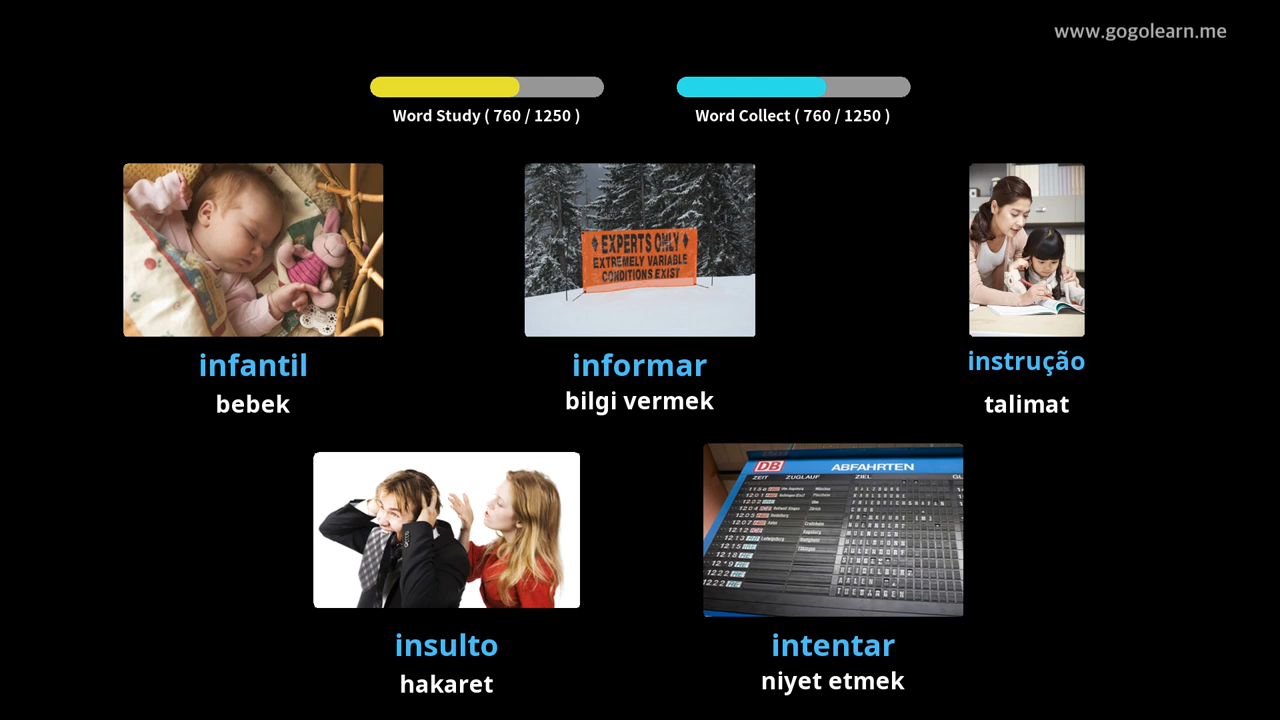 www.gogolearn.me
Word Study ( 760 / 1250 )
Word Collect ( 760 / 1250 )
EXPERTS ONLY
EXTREMELY VARIABLE
CONDITIONS EXIST
infantil
bebek
informar
bilgi vermek
instrução
talimat
DB ABFAHRTEN
ZEIT ZUGLAUF ZIEL
insulto
hakaret
intentar
niyet etmek